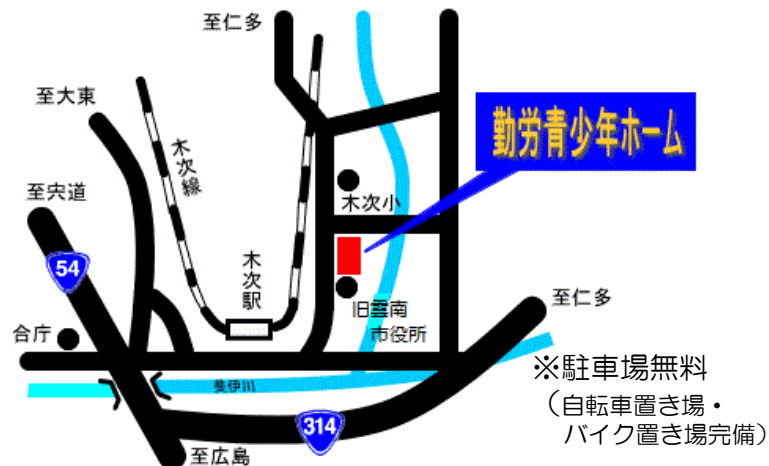 至仁多
至大東
勤労青少年ホーム
木次線
木次小
至宍道
54
木次駅
至仁多
旧雲南
市役所
合庁
斐伊川
※駐車場無料
（自転車置き場・
バイク置き場完備）
314
至広島